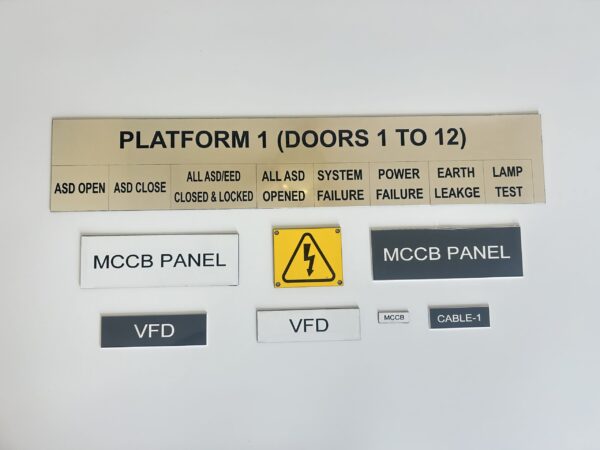 PLATFORM 1 (DOORS 1 TO 12)
ASD OPEN
ASD CLOSE
ALL ASD/EED
CLOSED & LOCKED
ALL ASD
OPENED
SYSTEM
FAILURE
POWER
FAILURE
EARTH
LEAKGE
LAMP
TEST
MCCB PANEL
MCCB PANEL
VFD
VFD
MCCB
CABLE-1